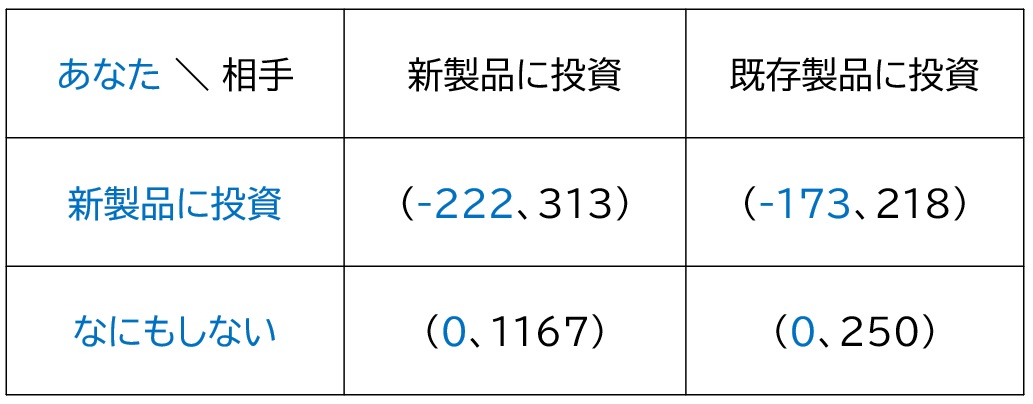 あなた ＼ 相手 新製品に投資 既存製品に投資
新製品に投資 （-222、313） （-173、218）
なにもしない （0、1167） （0、250）